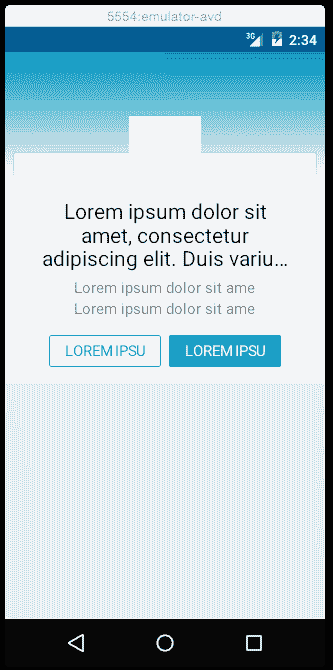 5554:emulator-avd
3G 2:34
Lorem ipsum dolor sit
amet, consectetur
adipiscing elit. Duis variu...
Lorem ipsum dolor sit ame
Lorem ipsum dolor sit ame
LOREM IPSU LOREM IPSU